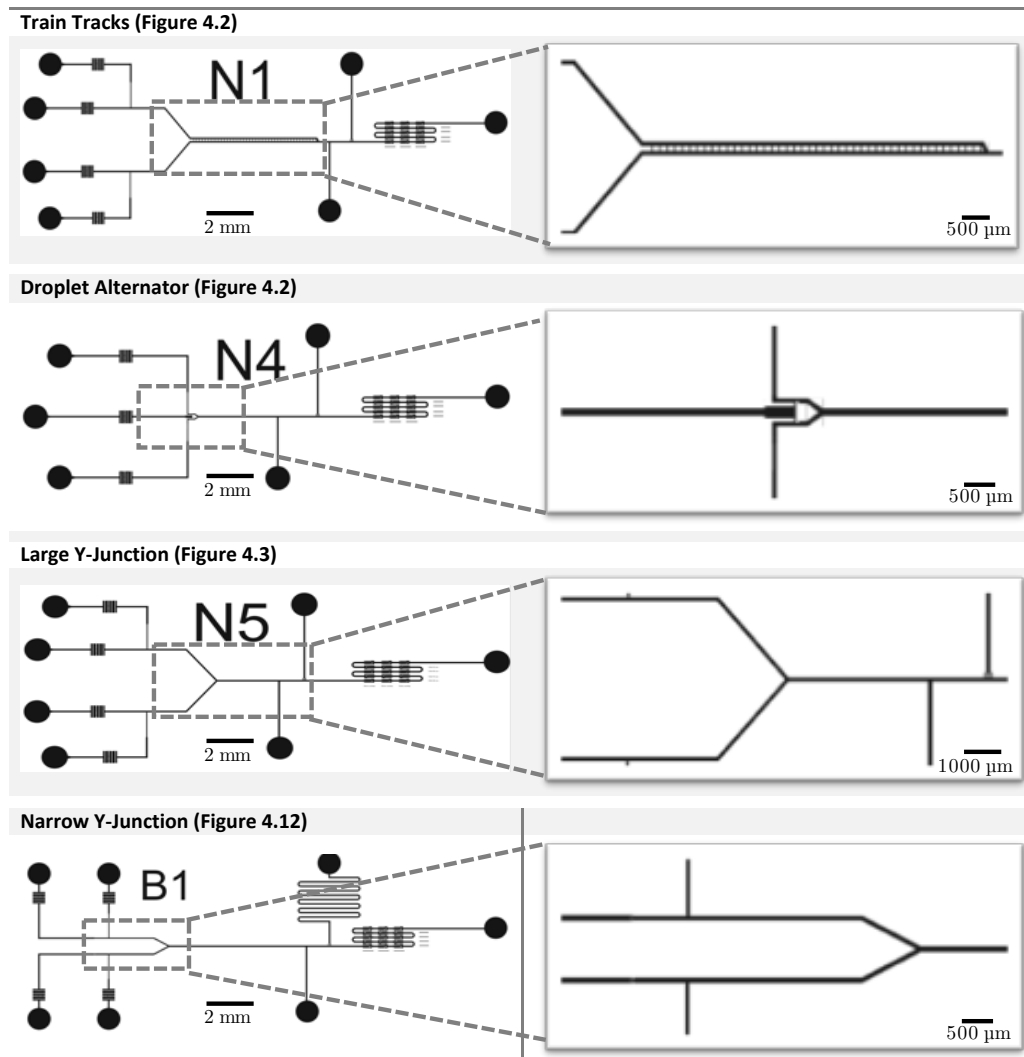 Train Tracks (Figure 4.2)
N1
2 mm
500 µm
Droplet Alternator (Figure 4.2)
N4
2 mm
500 µm
Large Y-Junction (Figure 4.3)
N5
2 mm
1000 µm
Narrow Y-Junction (Figure 4.12)
B1
2 mm
500 µm